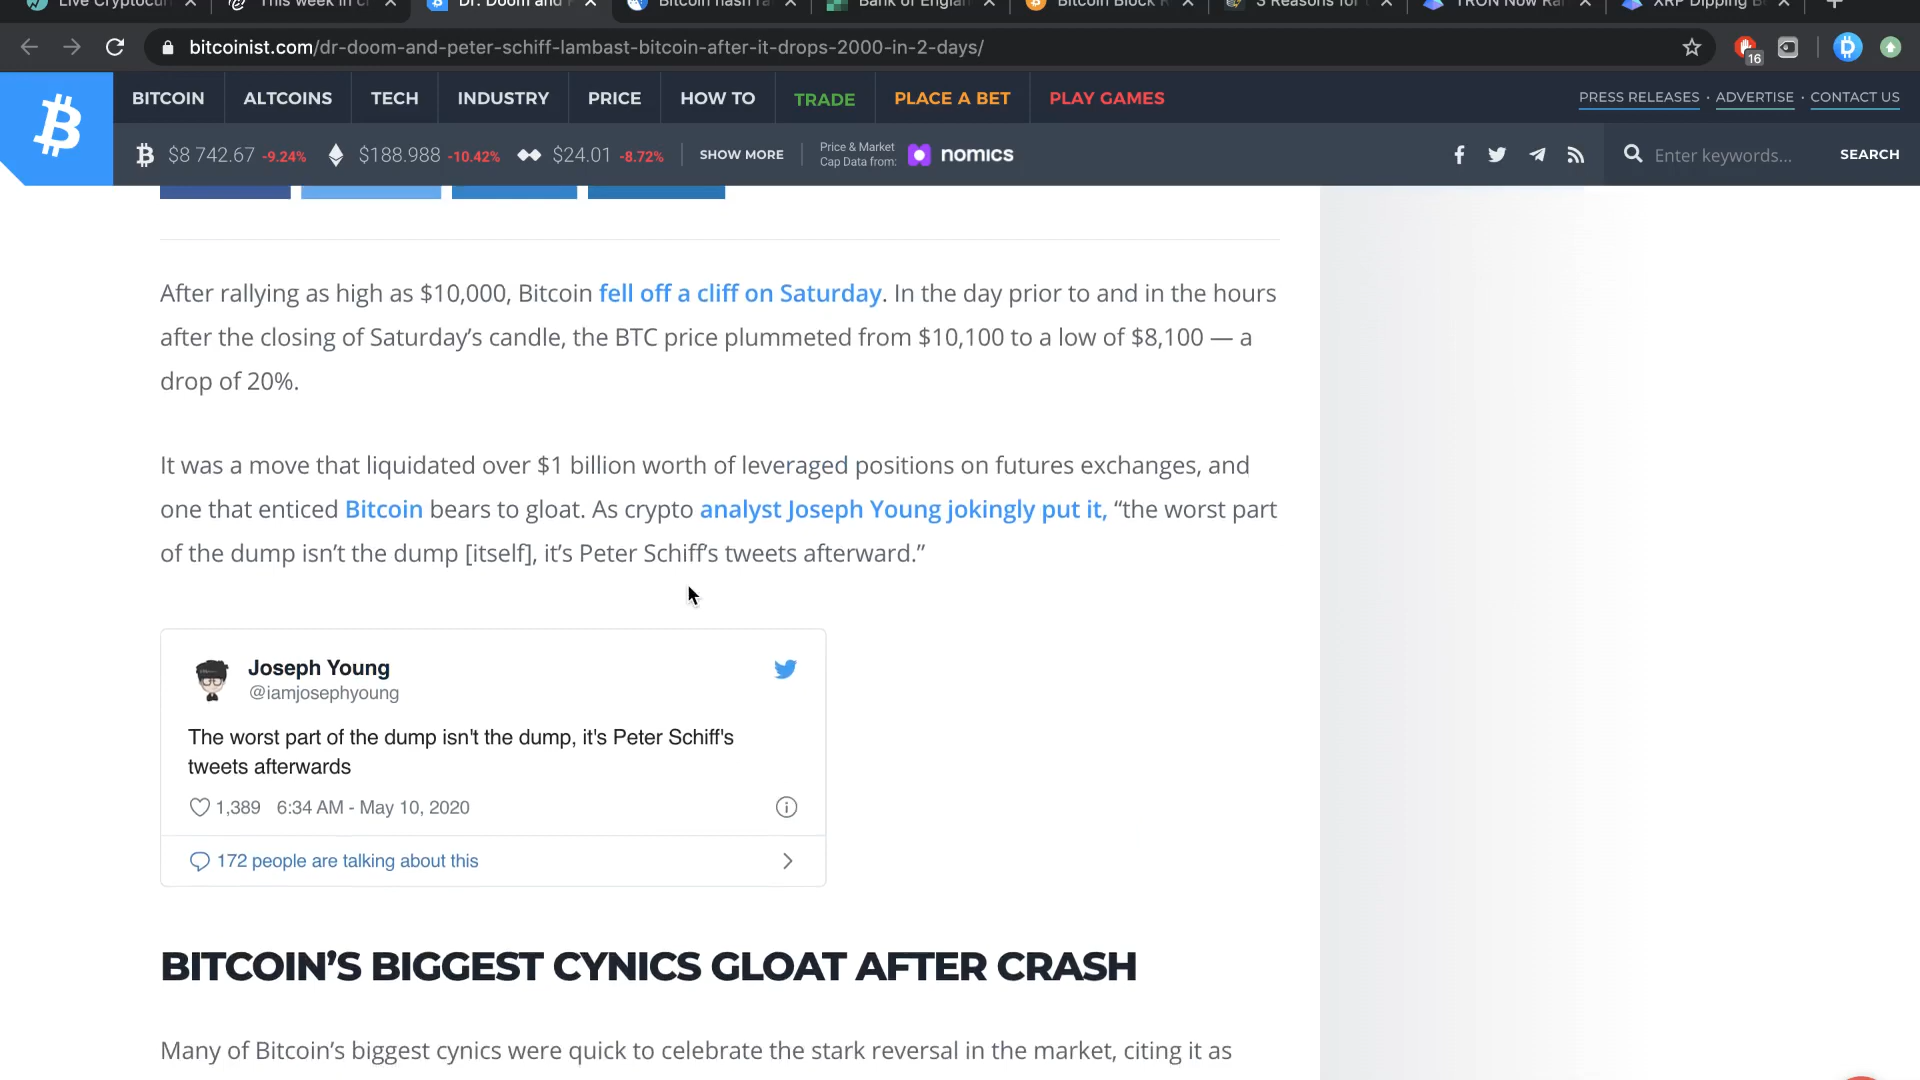 Live Cryptocur
This week in c
Dr. Doom and
Bitcoin hash ra
Bank of Englan
Bitcoin Block R
3 Reasons for
TRON Now Ra
XRP Dipping B
bitcoinist.com/dr-doom-and-peter-schiff-lambast-bitcoin-after-it-drops-2000-in-2-days/
16
BITCOIN
ALTCOINS
TECH
INDUSTRY
PRICE
HOW TO
TRADE
PLACE A BET
PLAY GAMES
PRESS RELEASES · ADVERTISE · CONTACT US
$8 742.67 -9.24%
$188.988 -10.42%
$24.01 -8.72%
SHOW MORE
Price & Market
Cap Data from:
nomics
Enter keywords...
SEARCH
After rallying as high as $10,000, Bitcoin fell off a cliff on Saturday. In the day prior to and in the hours
after the closing of Saturday’s candle, the BTC price plummeted from $10,100 to a low of $8,100 — a
drop of 20%.
It was a move that liquidated over $1 billion worth of leveraged positions on futures exchanges, and
one that enticed Bitcoin bears to gloat. As crypto analyst Joseph Young jokingly put it, “the worst part
of the dump isn’t the dump [itself], it’s Peter Schiff’s tweets afterward.”
Joseph Young
@iamjosephyoung
The worst part of the dump isn't the dump, it's Peter Schiff's
tweets afterwards
1,389 6:34 AM - May 10, 2020
172 people are talking about this
BITCOIN’S BIGGEST CYNICS GLOAT AFTER CRASH
Many of Bitcoin’s biggest cynics were quick to celebrate the stark reversal in the market, citing it as